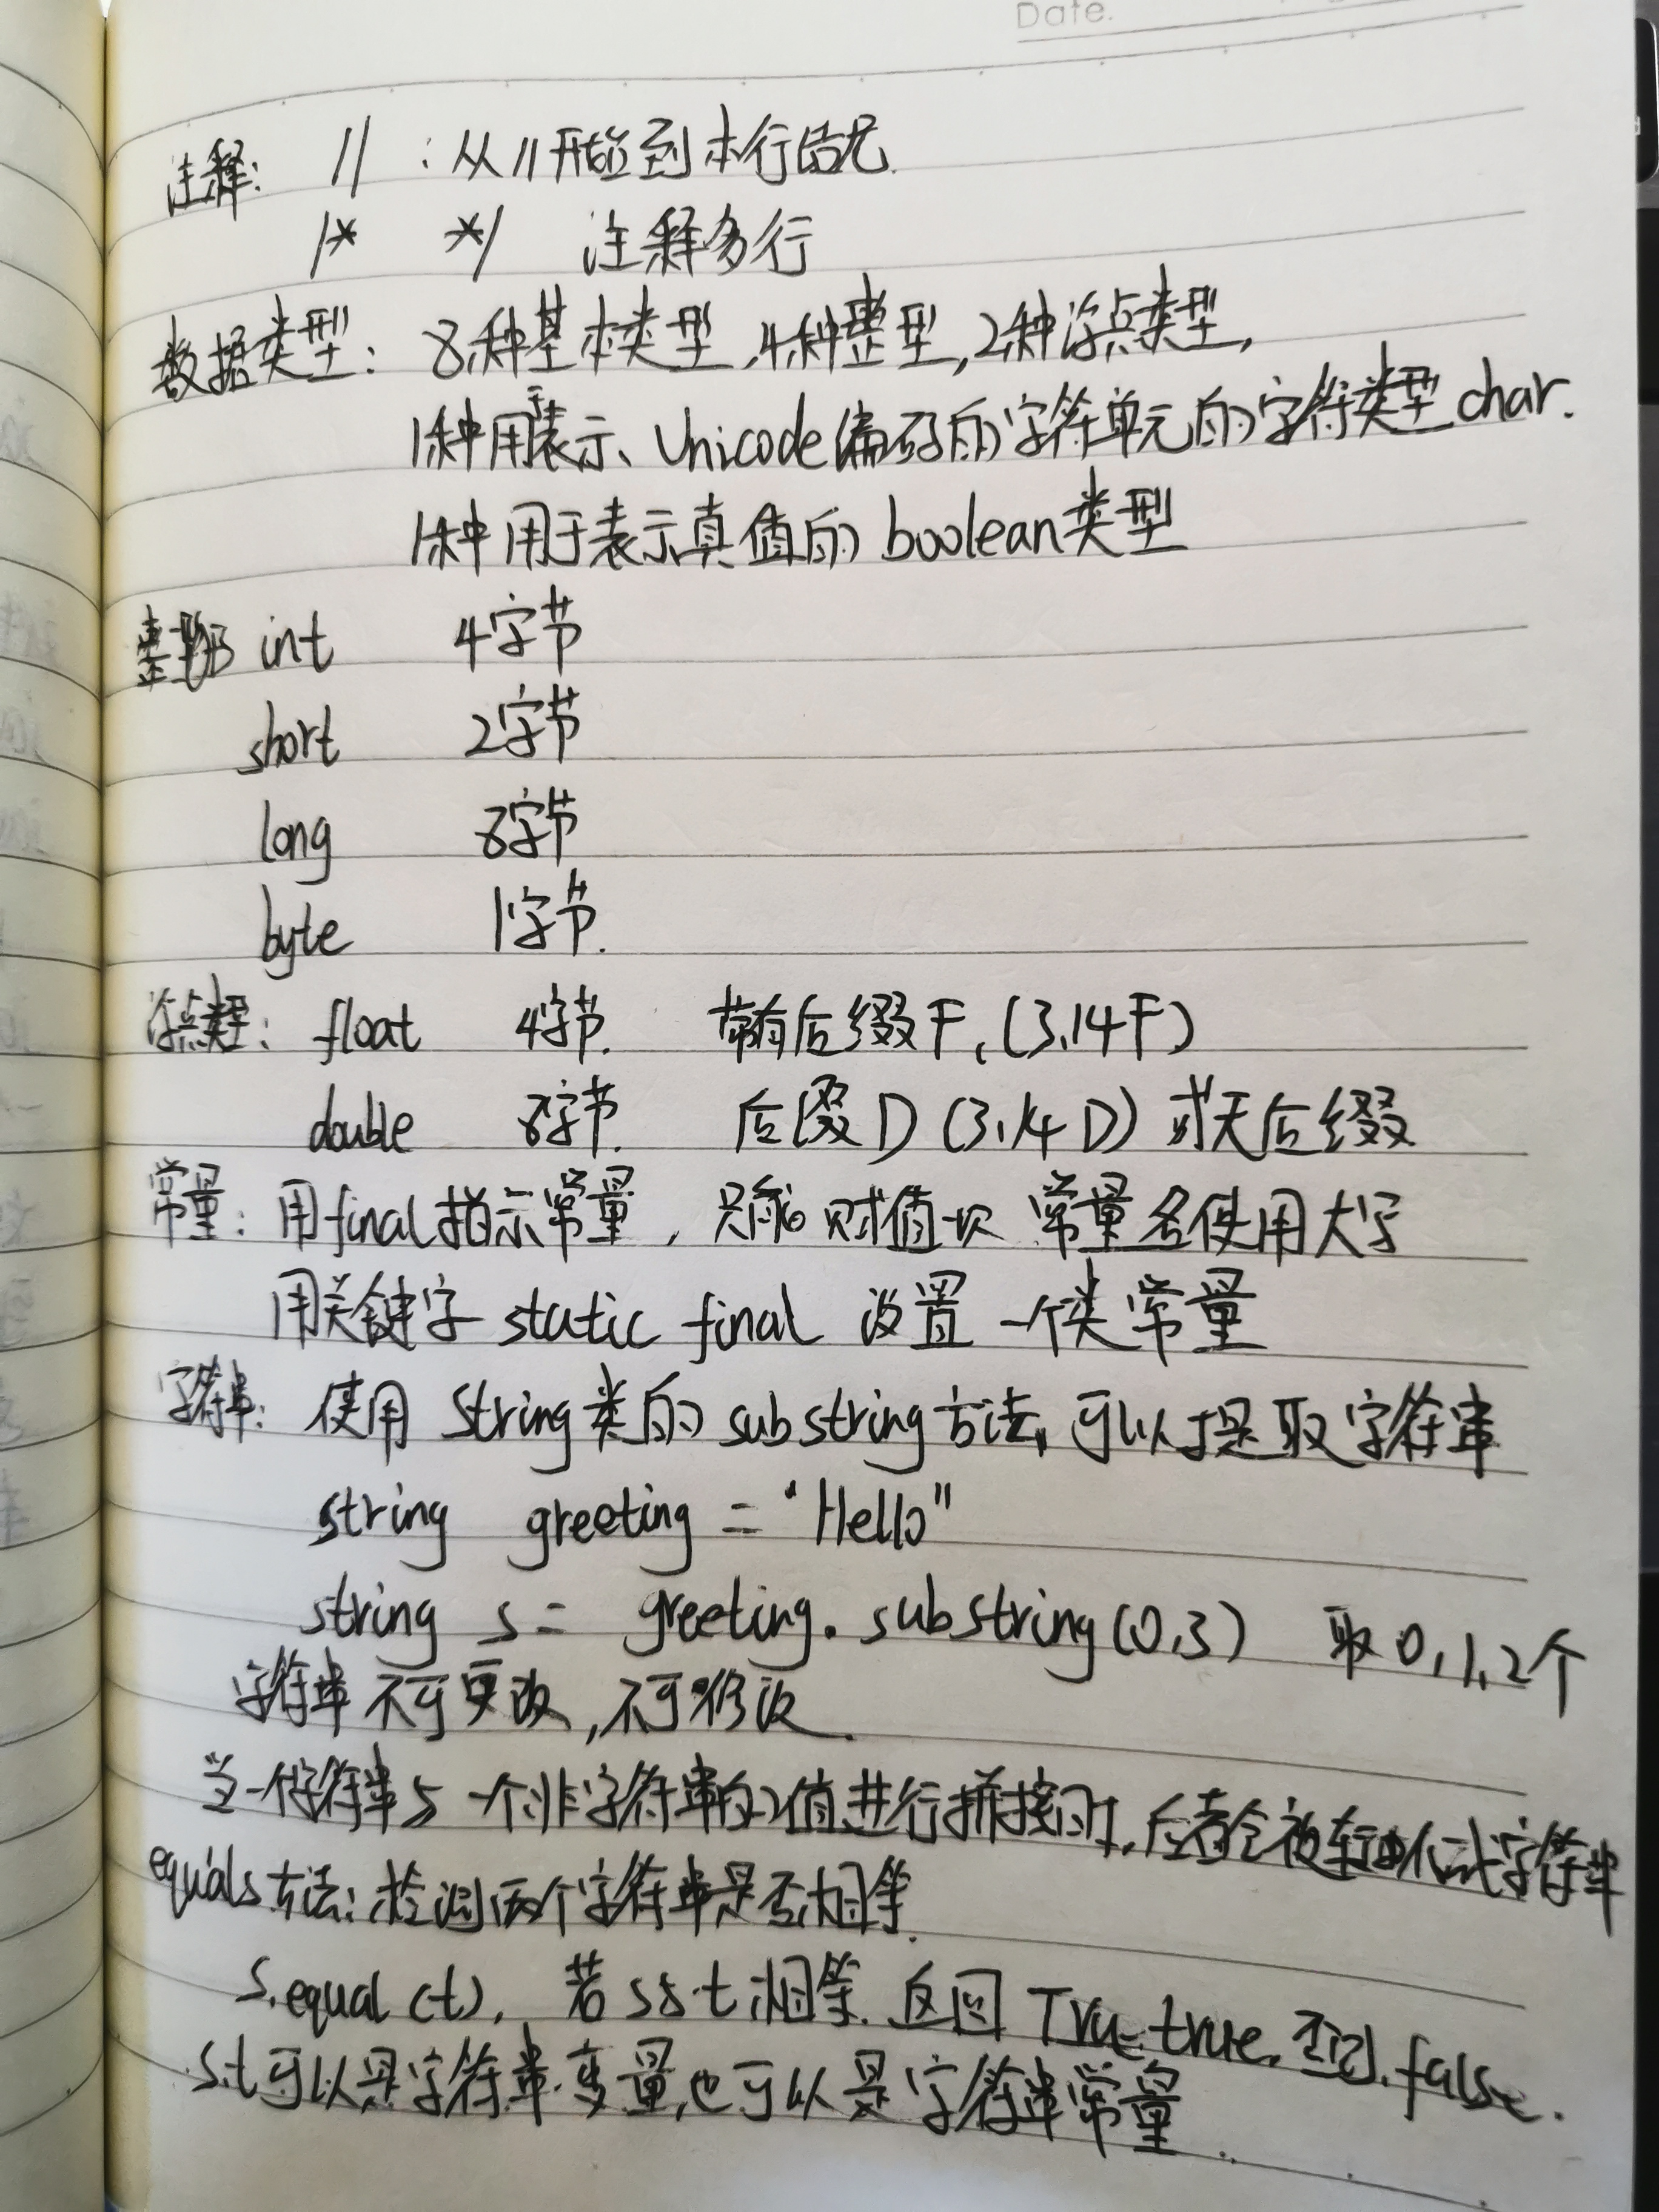 Date.
注释: // : 从//开始到本行结尾.
/* */ 注释多行
数据类型: 8种基本类型,4种整型,2种浮点类型,
1种用于表示、Unicode编码的字符单元的字符类型char.
1种用于表示真值的boolean类型
整形 int 4字节
short 2字节
long 8字节
byte 1字节.
浮点类型: float 4字节. 带有后缀F,(3.14F)
double 8字节. 后缀D (3.14D) 或无后缀
常量: 用final指示常量,只能赋值一次 常量名使用大写
用关键字 static final 设置一个类常量
字符串: 使用 String类的substring方法,可以提取字符串
string greeting = "Hello"
string s = greeting.substring(0,3) 取0,1,2个
字符串不可更改,不可修改.
当一个字符串与一个非字符串的值进行拼接时,后者会被转换成字符串
equals方法:检测两个字符串是否相等.
s.equal(t), 若s与t相等.返回 Tru true,否则.false.
s.t可以是字符串变量,也可以是字符串常量.